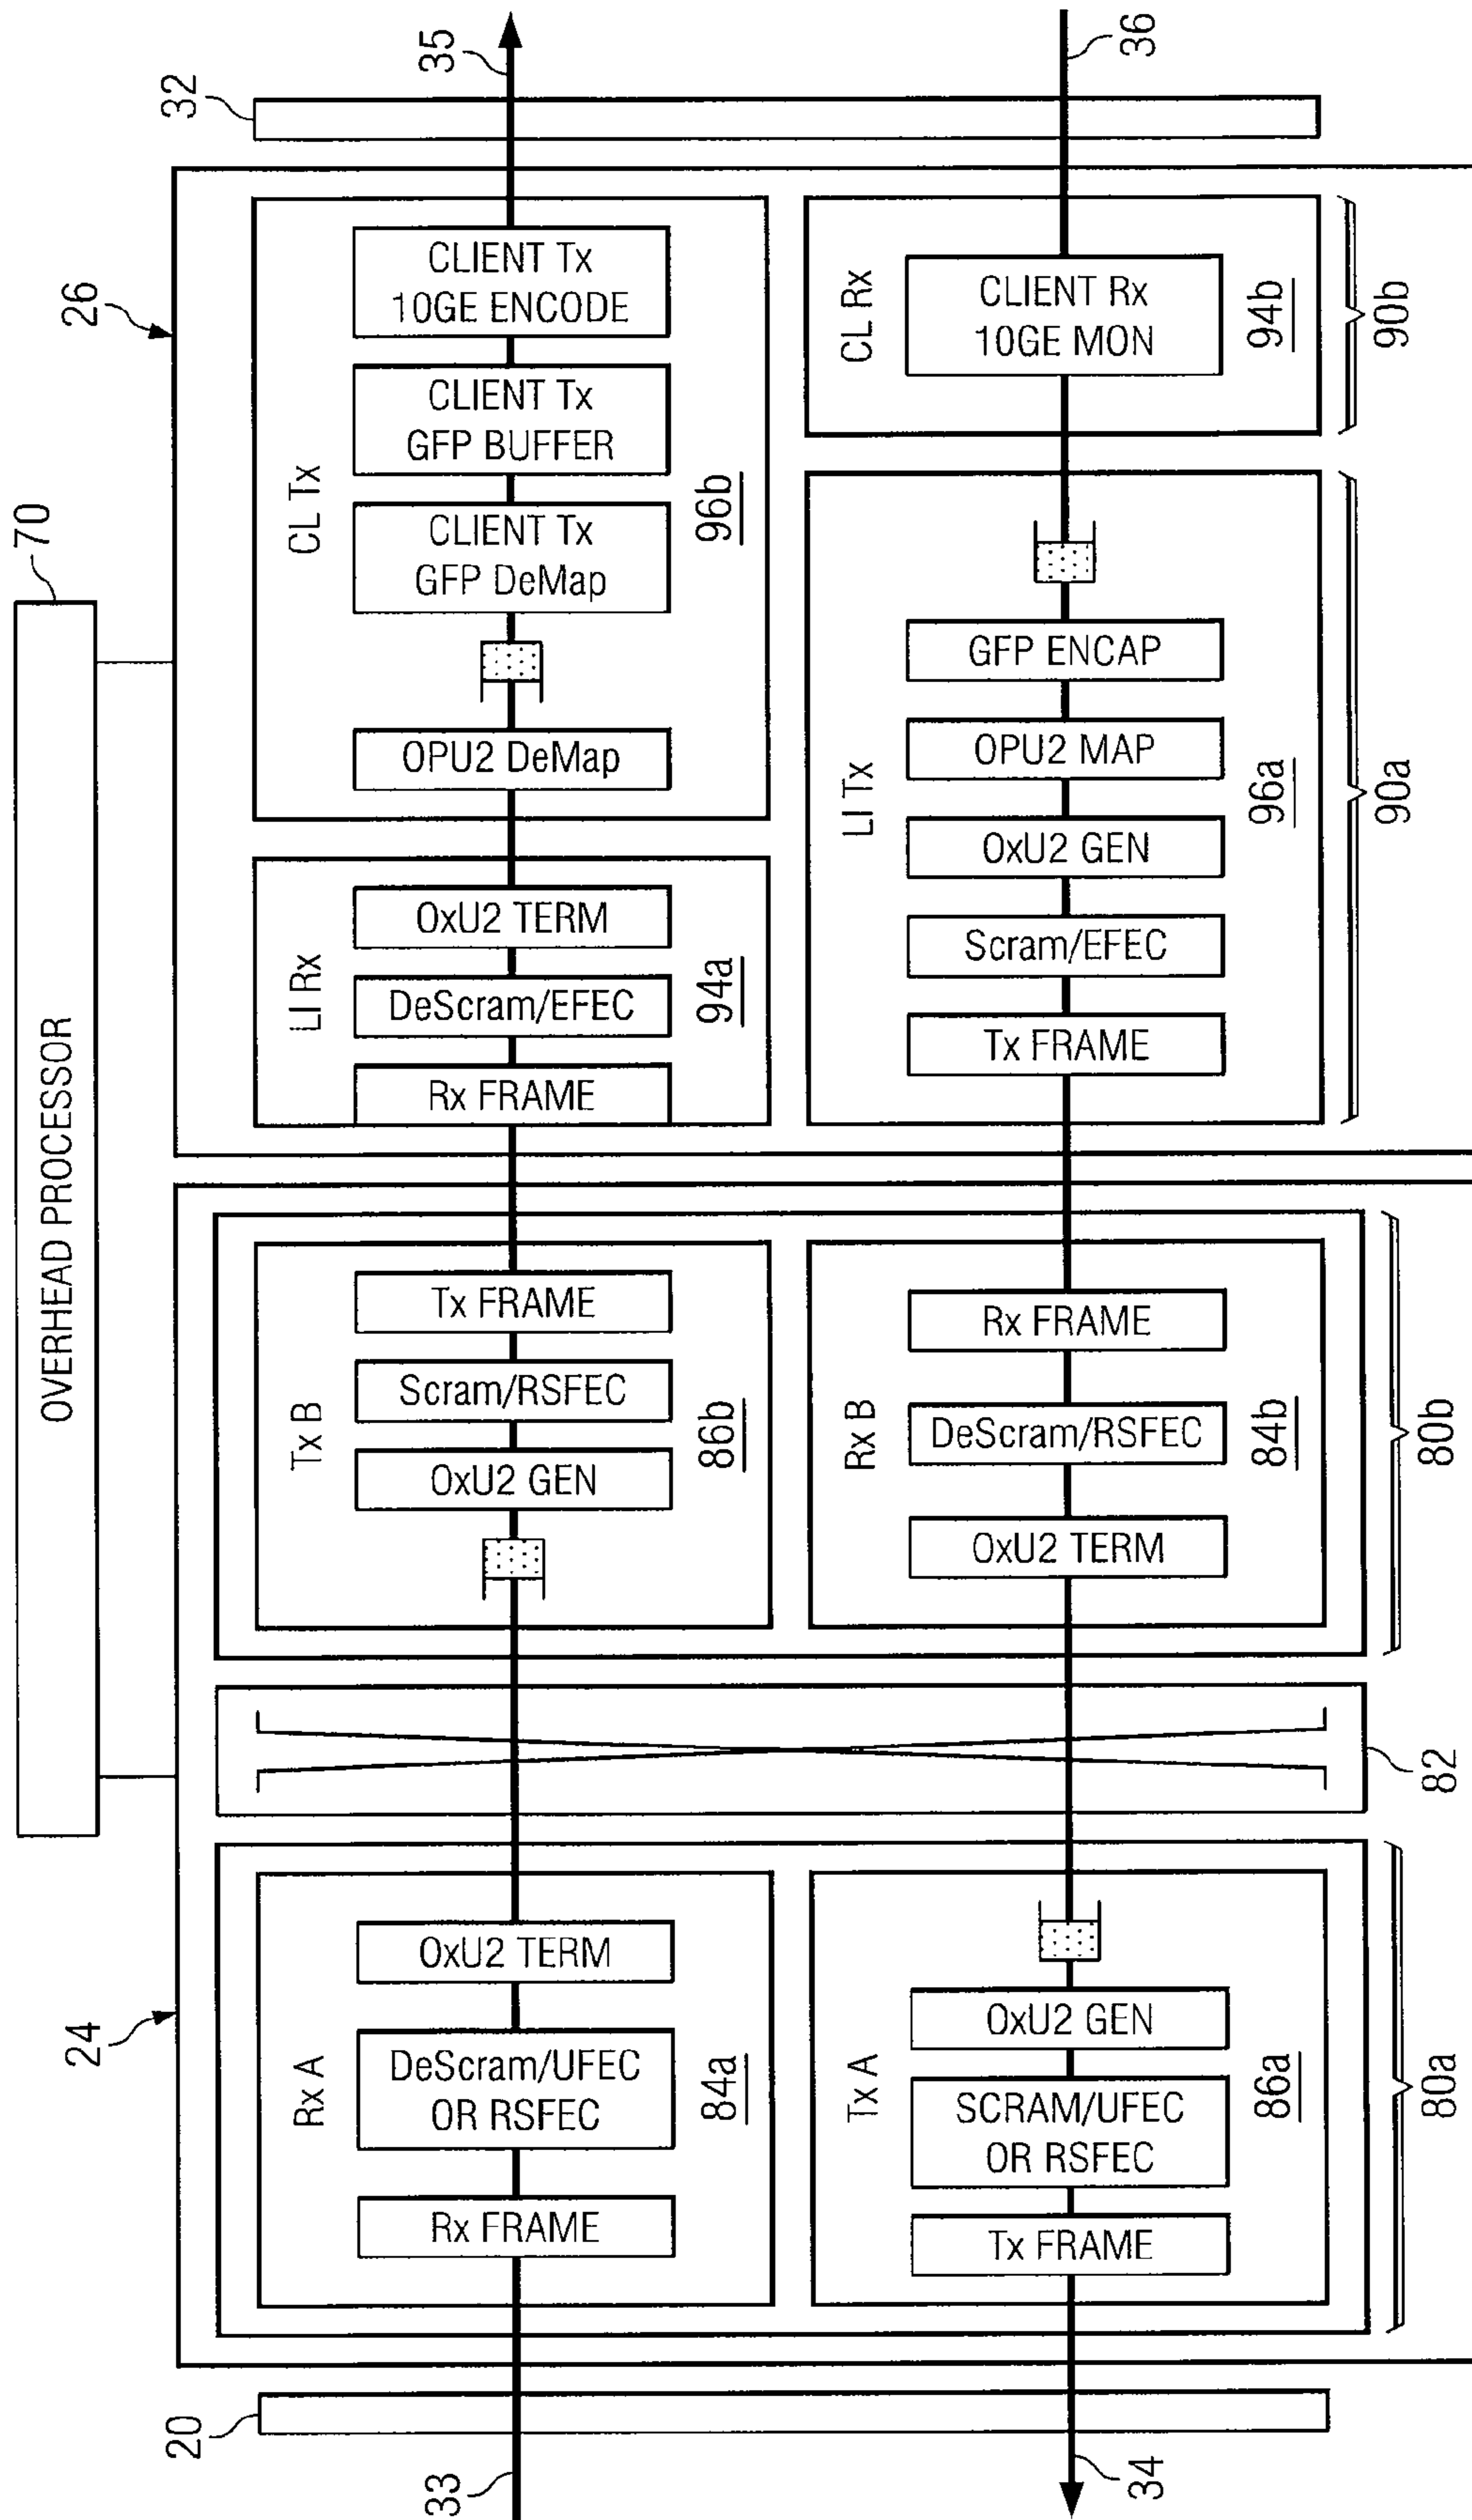 OVERHEAD PROCESSOR
70
24
26
20
32
33
34
35
36
Rx A
Rx FRAME
DeScram/UFEC
OR RSFEC
OxU2 TERM
84a
Tx A
Tx FRAME
SCRAM/UFEC
OR RSFEC
OxU2 GEN
86a
80a
82
Tx B
OxU2 GEN
Scram/RSFEC
Tx FRAME
86b
Rx B
OxU2 TERM
DeScram/RSFEC
Rx FRAME
84b
80b
LI Rx
Rx FRAME
DeScram/EFEC
OxU2 TERM
94a
CL Tx
OPU2 DeMap
CLIENT Tx
GFP DeMap
CLIENT Tx
GFP BUFFER
CLIENT Tx
10GE ENCODE
96b
LI Tx
Tx FRAME
Scram/EFEC
OxU2 GEN
OPU2 MAP
GFP ENCAP
96a
90a
CL Rx
CLIENT Rx
10GE MON
94b
90b